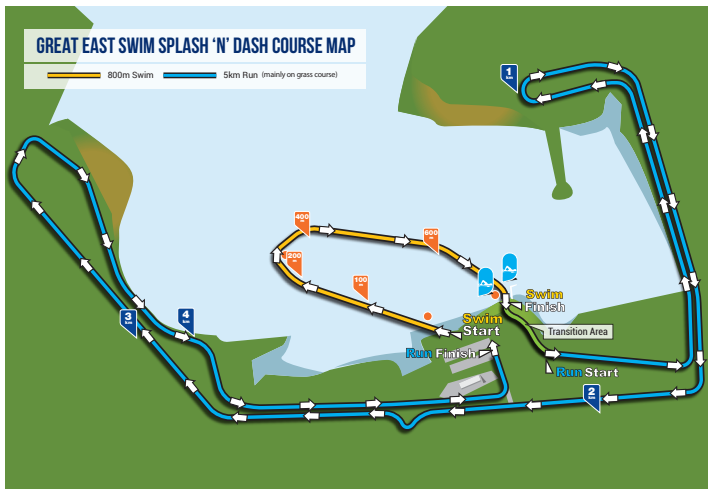 GREAT EAST SWIM SPLASH ‘N’ DASH COURSE MAP
800m Swim 5km Run (mainly on grass course)
1
km
400
m
600
m
200
m
100
m
Swim
Finish
Swim
Start
Transition Area
Run Finish
Run Start
3
km
4
km
2
km